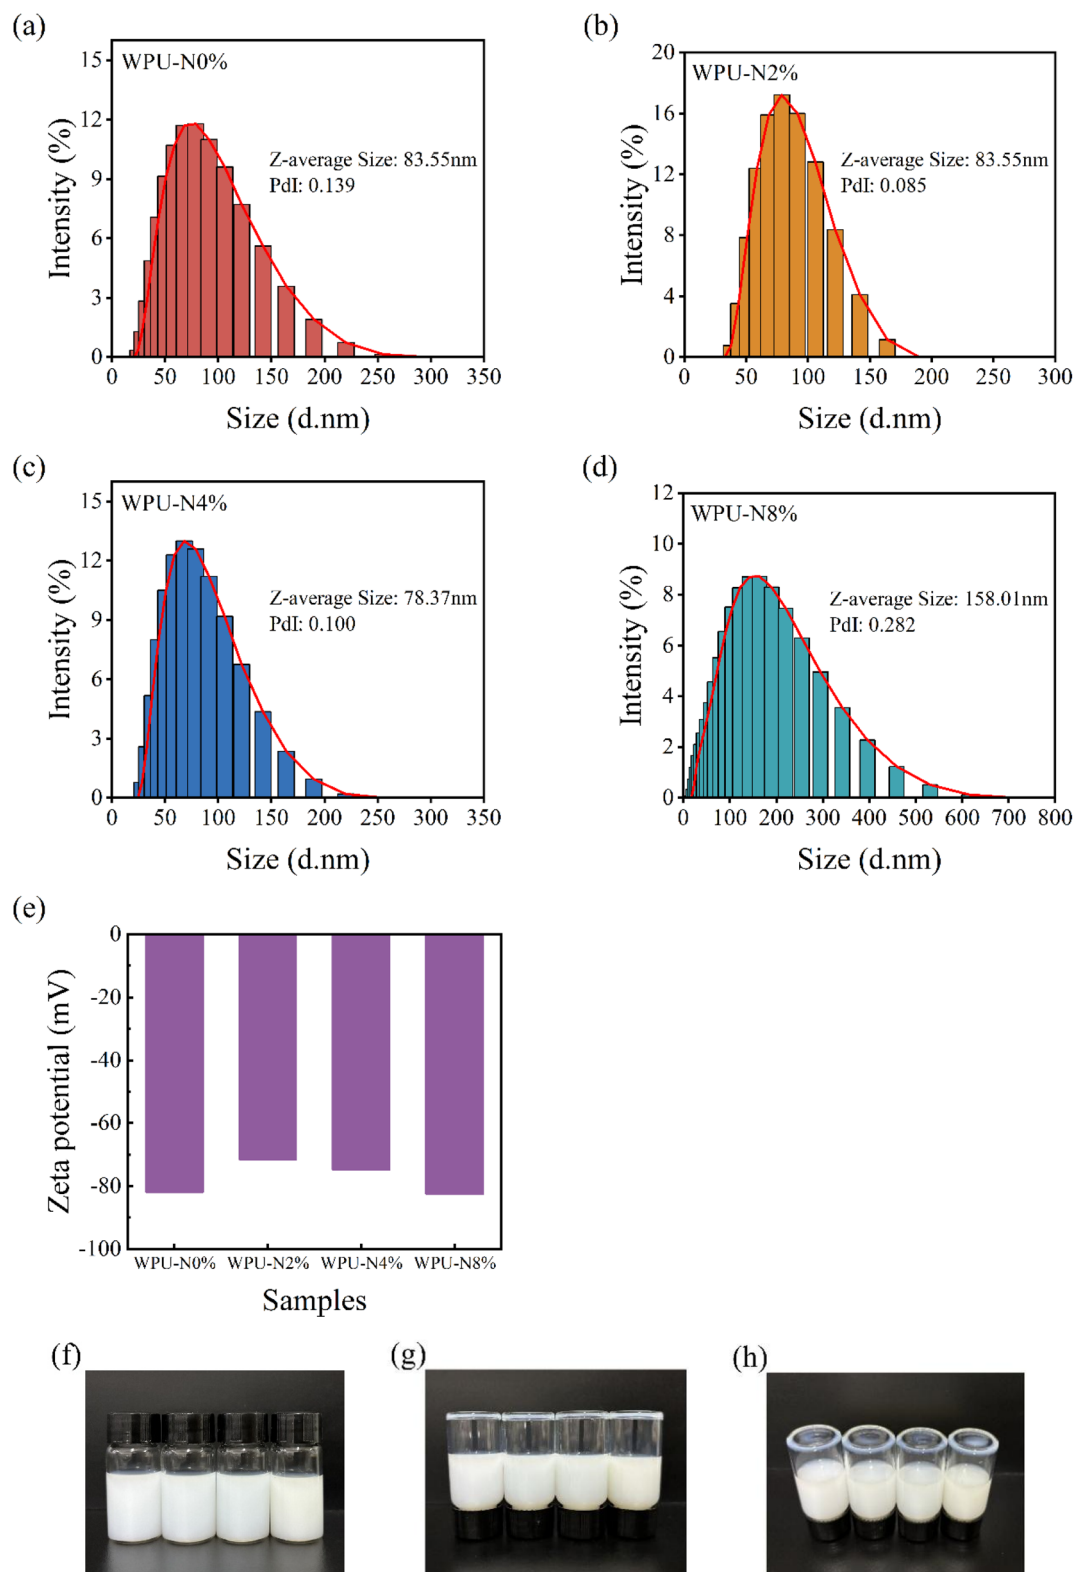 (a)
WPU-N0%
Z-average Size: 83.55nm
PdI: 0.139
Intensity (%)
15
12
9
6
3
0
0 50 100 150 200 250 300 350
Size (d.nm)
(b)
WPU-N2%
Z-average Size: 83.55nm
PdI: 0.085
Intensity (%)
20
16
12
8
4
0
0 50 100 150 200 250 300
Size (d.nm)
(c)
WPU-N4%
Z-average Size: 78.37nm
PdI: 0.100
Intensity (%)
15
12
9
6
3
0
0 50 100 150 200 250 300 350
Size (d.nm)
(d)
WPU-N8%
Z-average Size: 158.01nm
PdI: 0.282
Intensity (%)
12
10
8
6
4
2
0
0 100 200 300 400 500 600 700 800
Size (d.nm)
(e)
Zeta potential (mV)
0
-20
-40
-60
-80
-100
WPU-N0% WPU-N2% WPU-N4% WPU-N8%
Samples
(f)
(g)
(h)